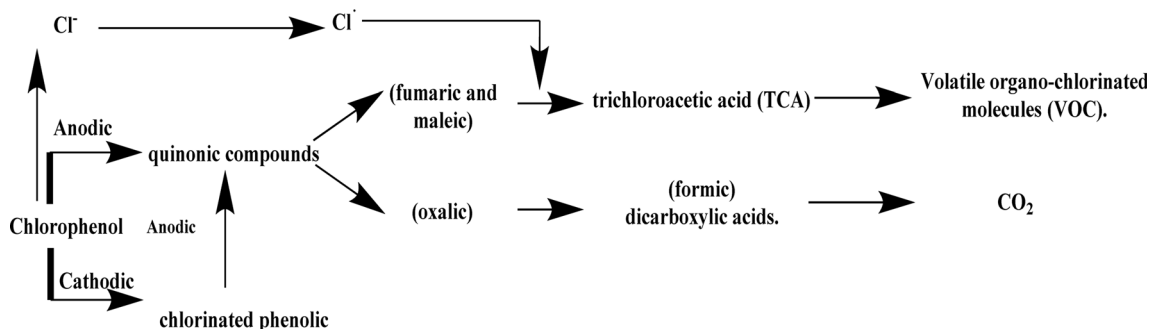 Cl-
Cl·
(fumaric and
maleic)
trichloroacetic acid (TCA)
Volatile organo-chlorinated
molecules (VOC).
Anodic
quinonic compounds
(oxalic)
(formic)
dicarboxylic acids.
CO2
Chlorophenol
Anodic
Cathodic
chlorinated phenolic